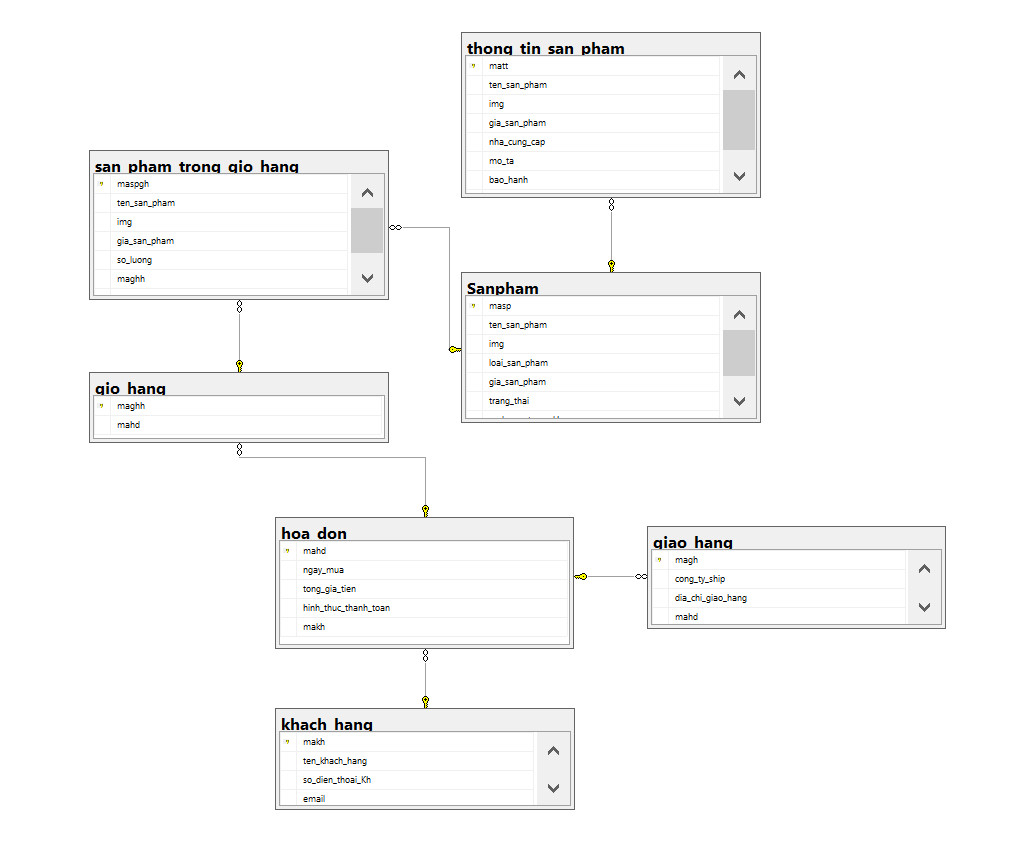 thong_tin_san_pham
matt
ten_san_pham
img
gia_san_pham
nha_cung_cap
mo_ta
bao_hanh
san_pham_trong_gio_hang
maspgh
ten_san_pham
img
gia_san_pham
so_luong
maghh
Sanpham
masp
ten_san_pham
img
loai_san_pham
gia_san_pham
trang_thai
gio_hang
maghh
mahd
hoa_don
mahd
ngay_mua
tong_gia_tien
hinh_thuc_thanh_toan
makh
giao_hang
magh
cong_ty_ship
dia_chi_giao_hang
mahd
khach_hang
makh
ten_khach_hang
so_dien_thoai_Kh
email